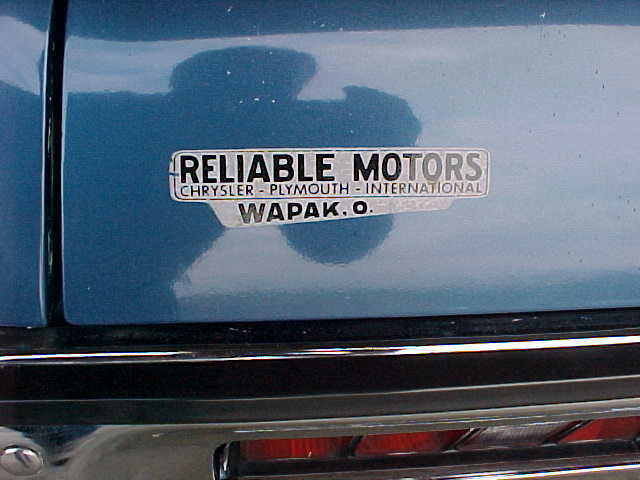 RELIABLE MOTORS
CHRYSLER - PLYMOUTH - INTERNATIONAL
WAPAK, O.